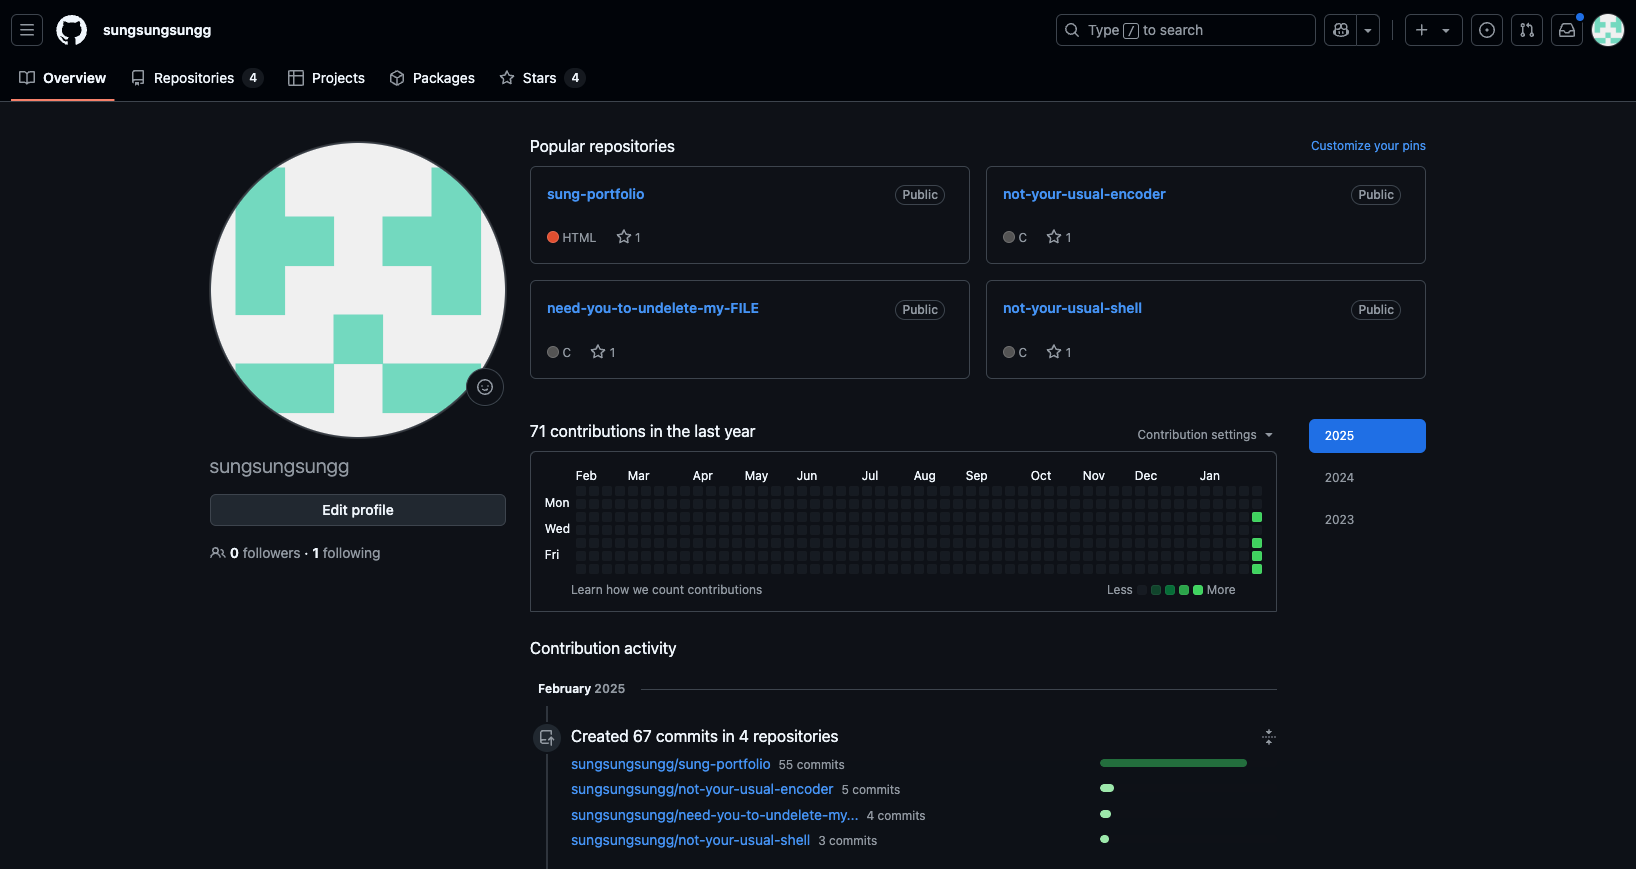 sungsungsungg
Type / to search
Overview
Repositories 4
Projects
Packages
Stars 4
sungsungsungg
Edit profile
0 followers · 1 following
Popular repositories
Customize your pins
sung-portfolio
Public
HTML
1
not-your-usual-encoder
Public
C
1
need-you-to-undelete-my-FILE
Public
C
1
not-your-usual-shell
Public
C
1
71 contributions in the last year
Contribution settings
2025
2024
2023
Feb Mar Apr May Jun Jul Aug Sep Oct Nov Dec Jan
Mon
Wed
Fri
Learn how we count contributions
Less
More
Contribution activity
February 2025
Created 67 commits in 4 repositories
sungsungsungg/sung-portfolio 55 commits
sungsungsungg/not-your-usual-encoder 5 commits
sungsungsungg/need-you-to-undelete-my... 4 commits
sungsungsungg/not-your-usual-shell 3 commits